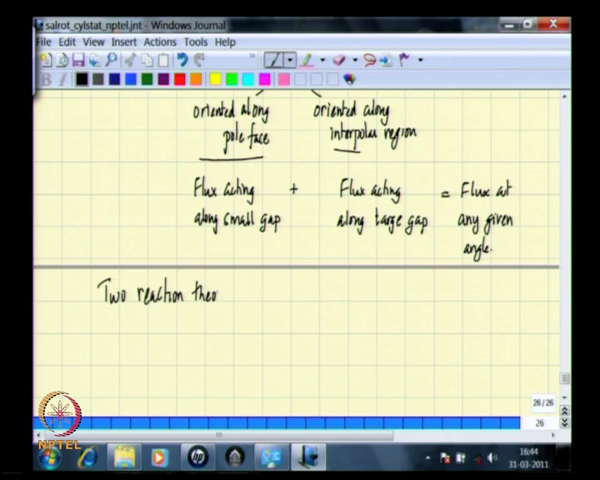 salrot_cylstat_nptel.jnt - Windows Journal
File Edit View Insert Actions Tools Help
oriented along oriented along
pole face interpolar region
Flux acting + Flux acting = Flux at
along small gap along large gap any given
angle.
Two reaction theo
26/26
26
NPTEL
16:44
31-03-2011